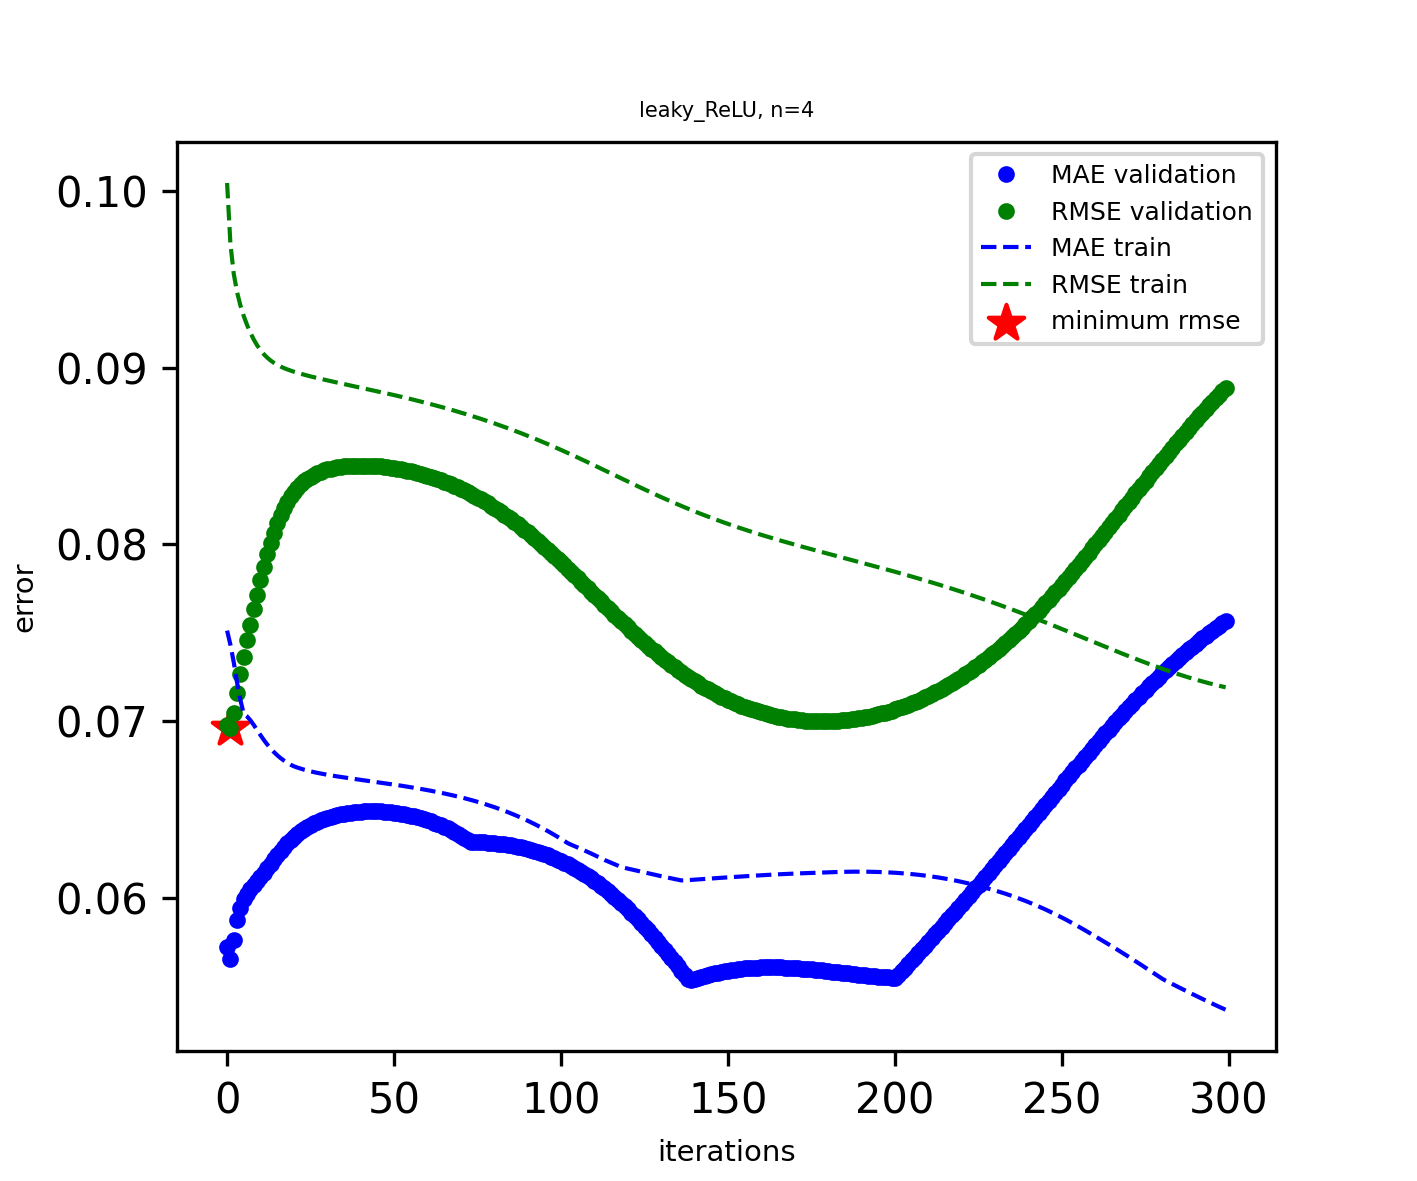 leaky_ReLU, n=4
MAE validation
RMSE validation
MAE train
RMSE train
minimum rmse
error
0.10
0.09
0.08
0.07
0.06
0 50 100 150 200 250 300
iterations